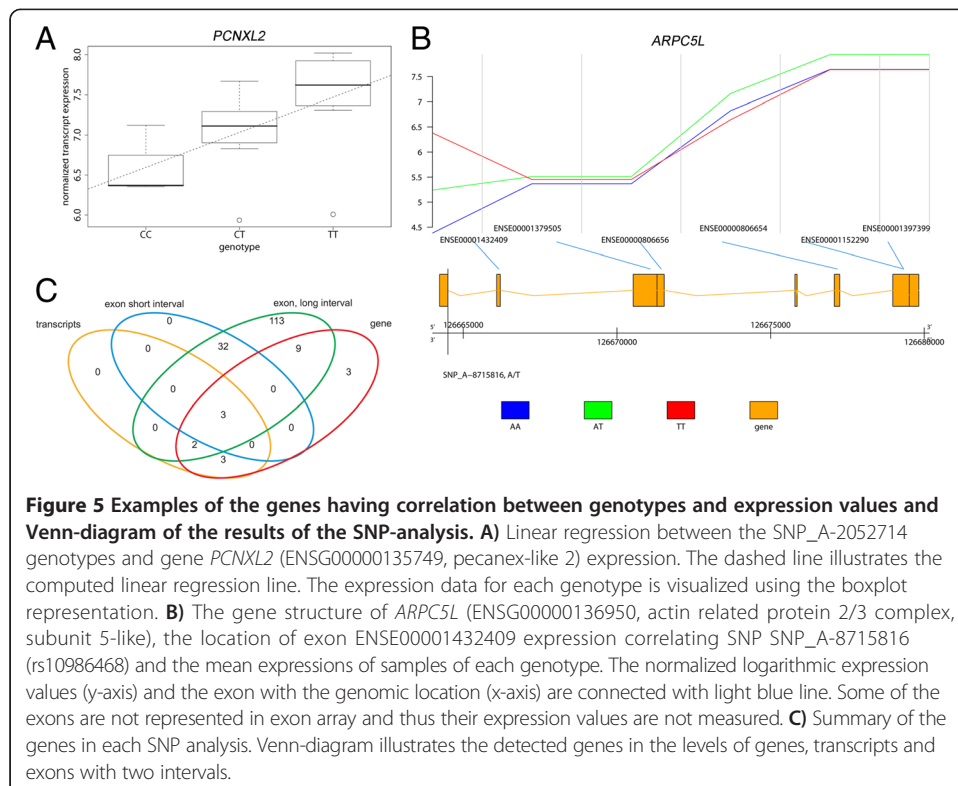 A
PCNXL2
normalized transcript expression
8.0
7.5
7.0
6.5
6.0
CC CT TT
genotype
B
ARPC5L
7.5
6.5
5.5
5
4.5
ENSE00001379505 ENSE00000806654 ENSE00001397399
ENSE00001432409 ENSE00000806656 ENSE00001152290
5' 126665000 126675000 5'
3' 126670000 126680000 3'
SNP_A-8715816, A/T
AA AT TT gene
C
exon short interval exon, long interval
transcripts gene
0 113
0 32 9
0 0 0 3
3
0 0
2 0
3
Figure 5 Examples of the genes having correlation between genotypes and expression values and
Venn-diagram of the results of the SNP-analysis. A) Linear regression between the SNP_A-2052714
genotypes and gene PCNXL2 (ENSG00000135749, pecanex-like 2) expression. The dashed line illustrates the
computed linear regression line. The expression data for each genotype is visualized using the boxplot
representation. B) The gene structure of ARPC5L (ENSG00000136950, actin related protein 2/3 complex,
subunit 5-like), the location of exon ENSE00001432409 expression correlating SNP SNP_A-8715816
(rs10986468) and the mean expressions of samples of each genotype. The normalized logarithmic expression
values (y-axis) and the exon with the genomic location (x-axis) are connected with light blue line. Some of the
exons are not represented in exon array and thus their expression values are not measured. C) Summary of the
genes in each SNP analysis. Venn-diagram illustrates the detected genes in the levels of genes, transcripts and
exons with two intervals.